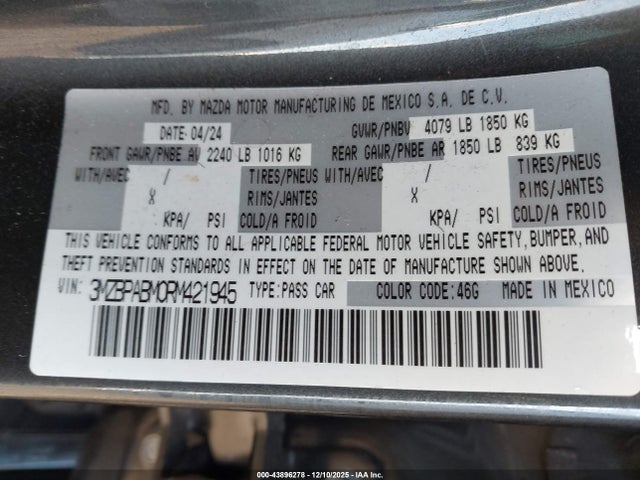 MFD. BY MAZDA MOTOR MANUFACTURING DE MEXICO S.A. DE C.V.
DATE: 04/24 GVWR/PNBV 4079 LB 1850 KG
FRONT GAWR/PNBE AV 2240 LB 1016 KG REAR GAWR/PNBE AR 1850 LB 839 KG
WITH/AVEC / TIRES/PNEUS WITH/AVEC / TIRES/PNEUS
X RIMS/JANTES X RIMS/JANTES
KPA/ PSI COLD/A FROID KPA/ PSI COLD/A FROID
THIS VEHICLE CONFORMS TO ALL APPLICABLE FEDERAL MOTOR VEHICLE SAFETY, BUMPER, AND
THEFT PREVENTION STANDARDS IN EFFECT ON THE DATE OF MANUFACTURE SHOWN ABOVE.
VIN: 3MZBPABM0RM421945 TYPE: PASS CAR COLOR CODE: 46G MADE IN MEXICO
000-43896278 - 12/10/2025 - IAA Inc.